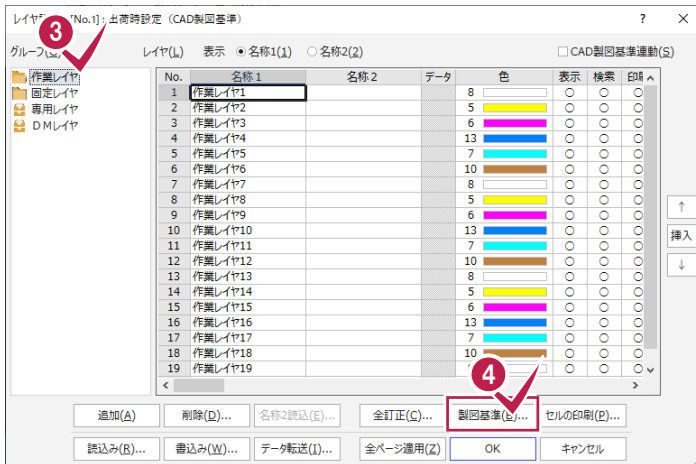 レイヤ [No.1] : 出荷時設定（CAD製図基準）
? ×
3
グループ レイヤ(L) 表示 名称1(1) 名称2(2) CAD製図基準連動(S)
作業レイヤ
固定レイヤ
専用レイヤ
ＤＭレイヤ
No. 名称1 名称2 データ 色 表示 検索 印刷
1 作業レイヤ1 8 ○ ○ ○
2 作業レイヤ2 5 ○ ○ ○
3 作業レイヤ3 6 ○ ○ ○
4 作業レイヤ4 13 ○ ○ ○
5 作業レイヤ5 7 ○ ○ ○
6 作業レイヤ6 10 ○ ○ ○
7 作業レイヤ7 8 ○ ○ ○
8 作業レイヤ8 5 ○ ○ ○
9 作業レイヤ9 6 ○ ○ ○
10 作業レイヤ10 13 ○ ○ ○
11 作業レイヤ11 7 ○ ○ ○
12 作業レイヤ12 10 ○ ○ ○
13 作業レイヤ13 8 ○ ○ ○
14 作業レイヤ14 5 ○ ○ ○
15 作業レイヤ15 6 ○ ○ ○
16 作業レイヤ16 13 ○ ○ ○
17 作業レイヤ17 7 ○ ○ ○
18 作業レイヤ18 10 ○ ○ ○
19 作業レイヤ19 ○ ○ ○
↑
挿入
↓
4
追加(A) 削除(D)... 名称2読込(E)... 全訂正(C)... 製図基準 ... セルの印刷(P)...
読込み(R)... 書込み(W)... データ転送(I)... 全ページ適用(Z) OK キャンセル